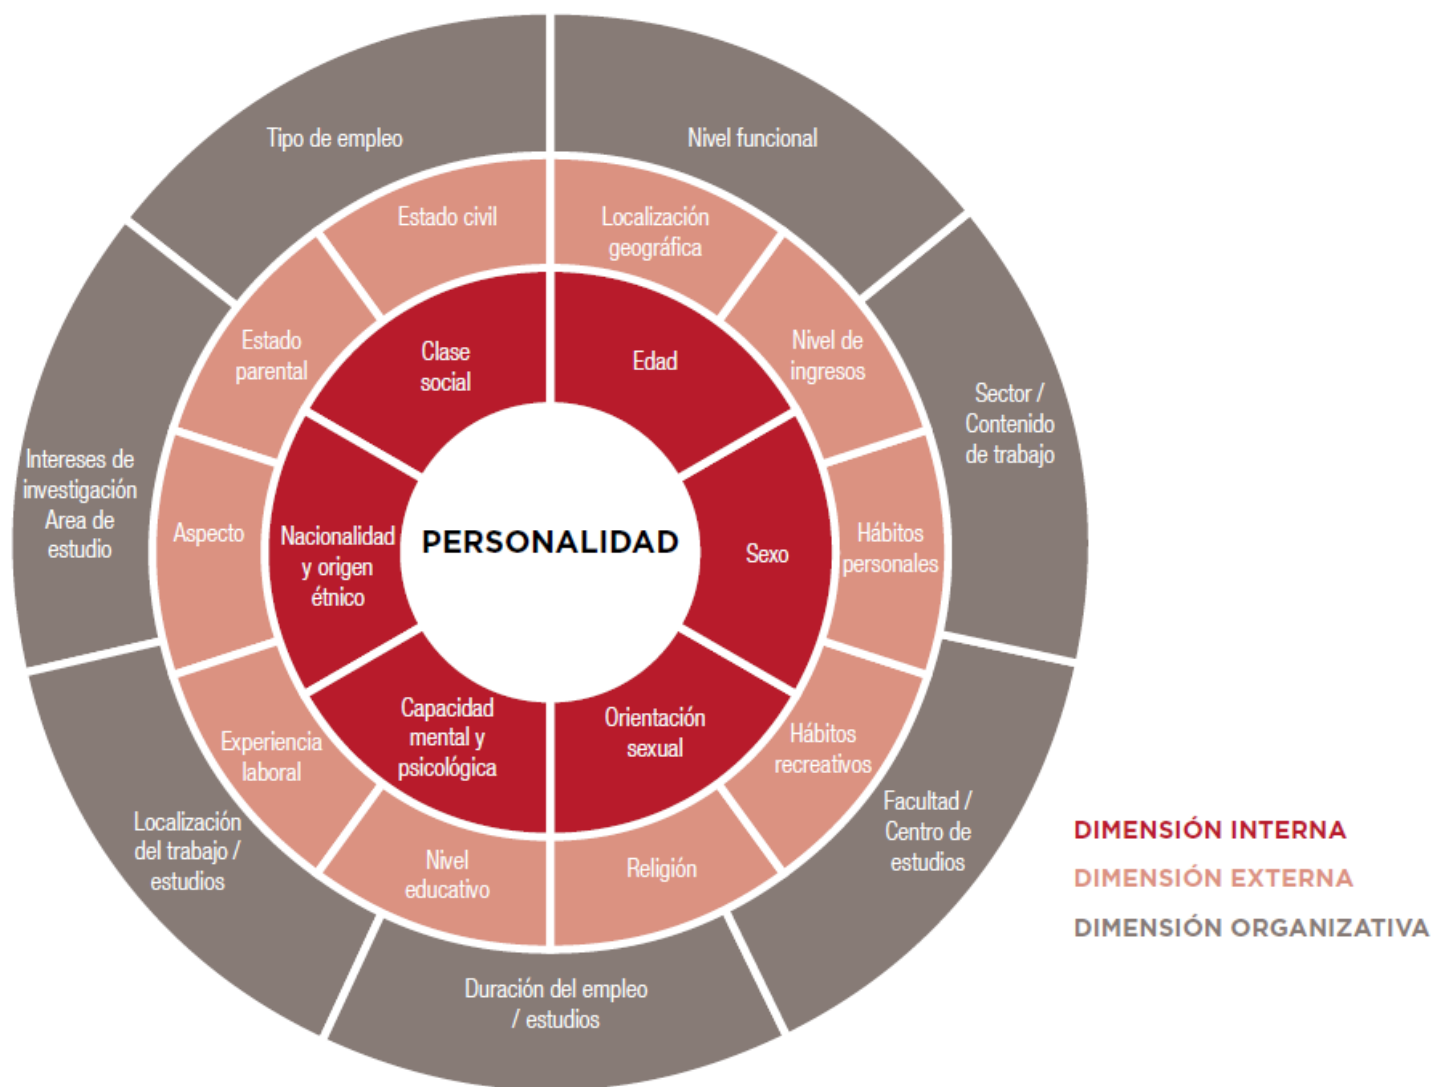 Tipo de empleo
Nivel funcional
Sector /
Contenido
de trabajo
Facultad /
Centro de
estudios
Duración del empleo
/ estudios
Localización
del trabajo /
estudios
Intereses de
investigación
Area de
estudio
Estado civil
Localización
geográfica
Nivel de
ingresos
Hábitos
personales
Hábitos
recreativos
Religión
Nivel
educativo
Experiencia
laboral
Aspecto
Estado
parental
Clase
social
Edad
Sexo
Orientación
sexual
Capacidad
mental y
psicológica
Nacionalidad
y origen
étnico
PERSONALIDAD
DIMENSIÓN INTERNA
DIMENSIÓN EXTERNA
DIMENSIÓN ORGANIZATIVA